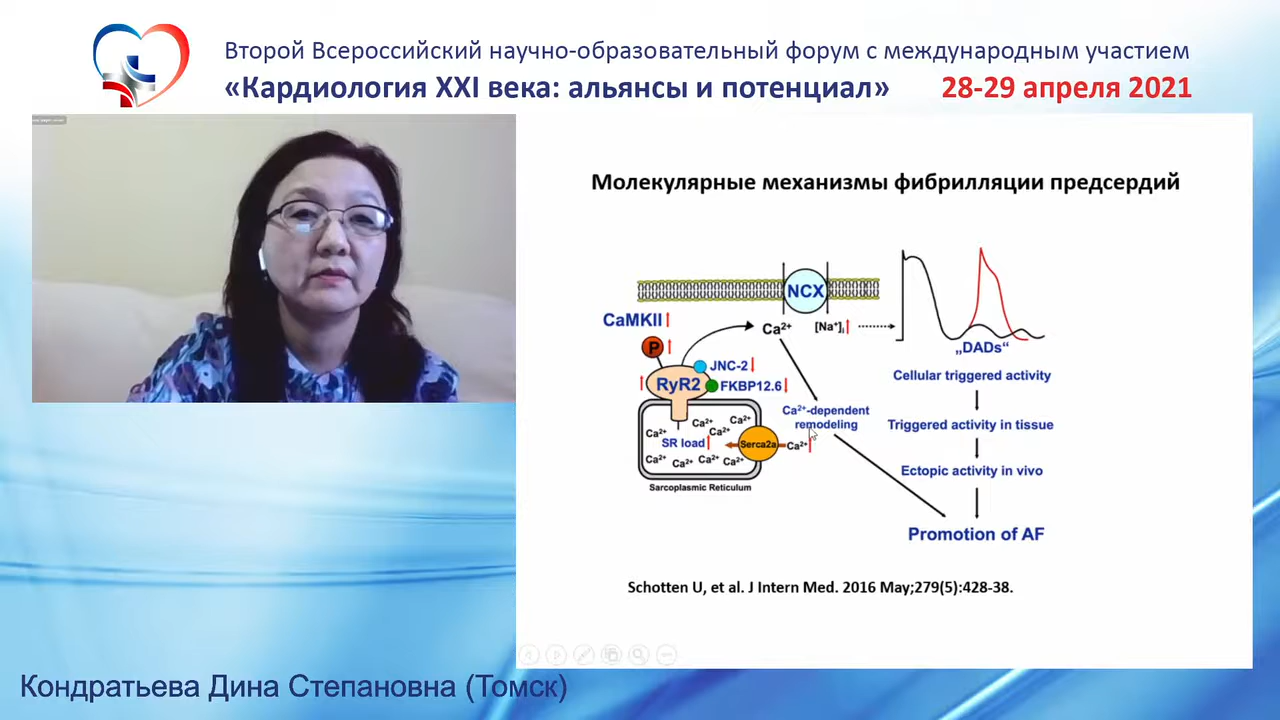 Второй Всероссийский научно-образовательный форум с международным участием
«Кардиология XXI века: альянсы и потенциал» 28-29 апреля 2021
Молекулярные механизмы фибрилляции предсердий
NCX
CaMKII
Ca²⁺
[Na⁺]ᵢ
P
„DADs“
JNC-2
RyR2
FKBP12.6
Cellular triggered activity
Ca²⁺-dependent
remodeling
Triggered activity in tissue
Ca²⁺ Ca²⁺ Ca²⁺ Ca²⁺
SR load
Serca2a
Ca²⁺
Ca²⁺ Ca²⁺ Ca²⁺ Ca²⁺
Ectopic activity in vivo
Sarcoplasmic Reticulum
Promotion of AF
Schotten U, et al. J Intern Med. 2016 May;279(5):428-38.
Кондратьева Дина Степановна (Томск)